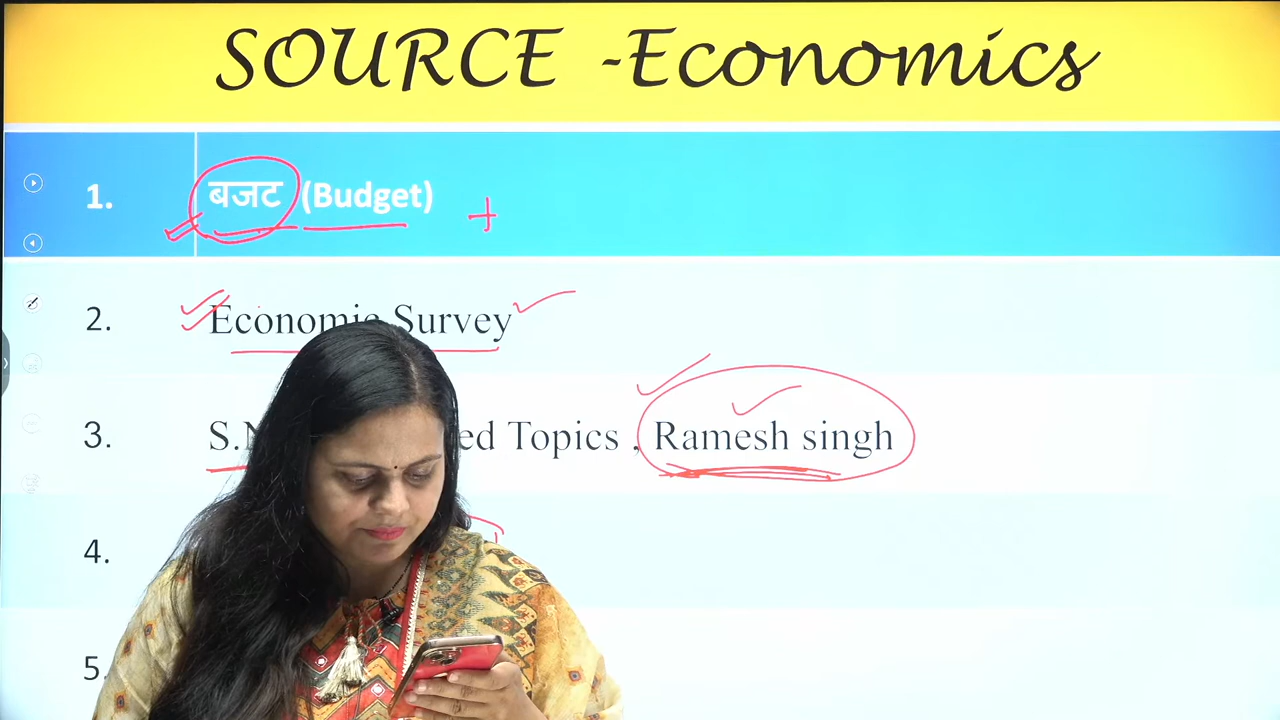 SOURCE -Economics
1. बजट (Budget) +
2. Economic Survey
3. Topics , Ramesh singh
4.
5.